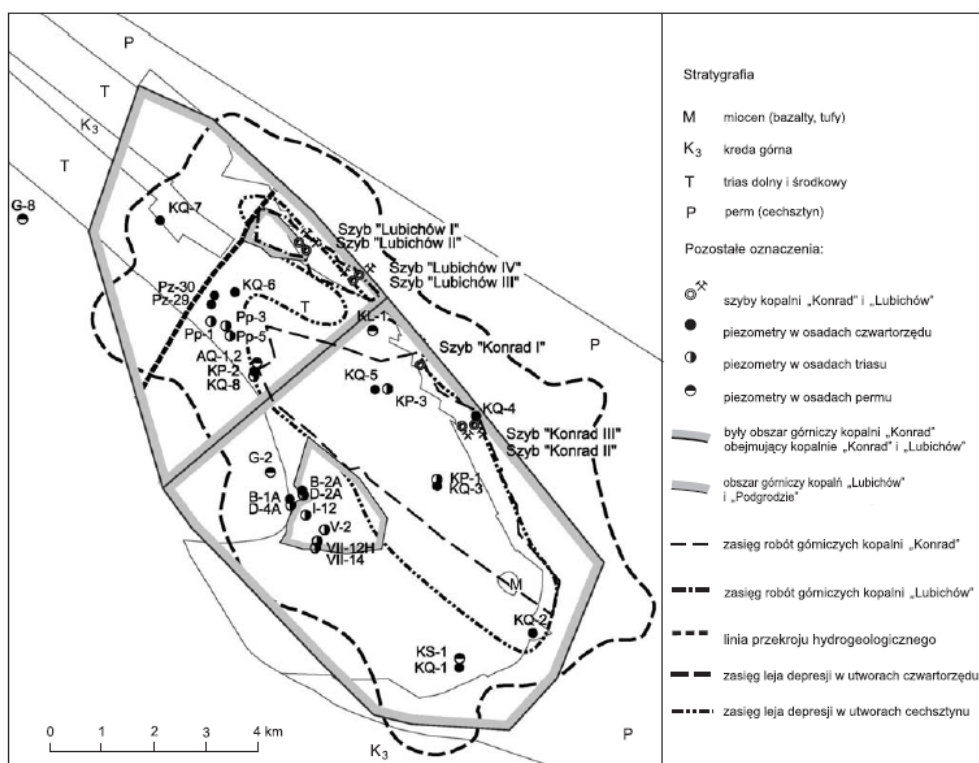 P
T
K3
T
G-8
KQ-7
Szyb "Lubichów I"
Szyb "Lubichów II"
Szyb "Lubichów IV"
Szyb "Lubichów III"
Pz-30
Pz-29
KQ-6
Pp-3
Pp-1
Pp-5
T
KL-1
P
AQ-1,2
KP-2
KQ-8
Szyb "Konrad I"
KQ-5
KP-3
KQ-4
Szyb "Konrad III"
Szyb "Konrad II"
G-2
B-2A
B-1A
D-2A
D-4A
I-12
KP-1
KQ-3
V-2
VII-12H
VII-14
M
KQ-2
KS-1
KQ-1
0 1 2 4 km
K3
P
Stratygrafia
M miocen (bazalty, tufy)
K3 kreda górna
T trias dolny i środkowy
P perm (cechsztyn)
Pozostałe oznaczenia:
szyby kopalni „Konrad” i „Lubichów”
piezometry w osadach czwartorzędu
piezometry w osadach triasu
piezometry w osadach permu
były obszar górniczy kopalni „Konrad”
obejmujący kopalnie „Konrad” i „Lubichów”
obszar górniczy kopalń „Lubichów”
i „Podgrodzie”
zasięg robót górniczych kopalni „Konrad”
zasięg robót górniczych kopalni „Lubichów”
linia przekroju hydrogeologicznego
zasięg leja depresji w utworach czwartorzędu
zasięg leja depresji w utworach cechsztynu